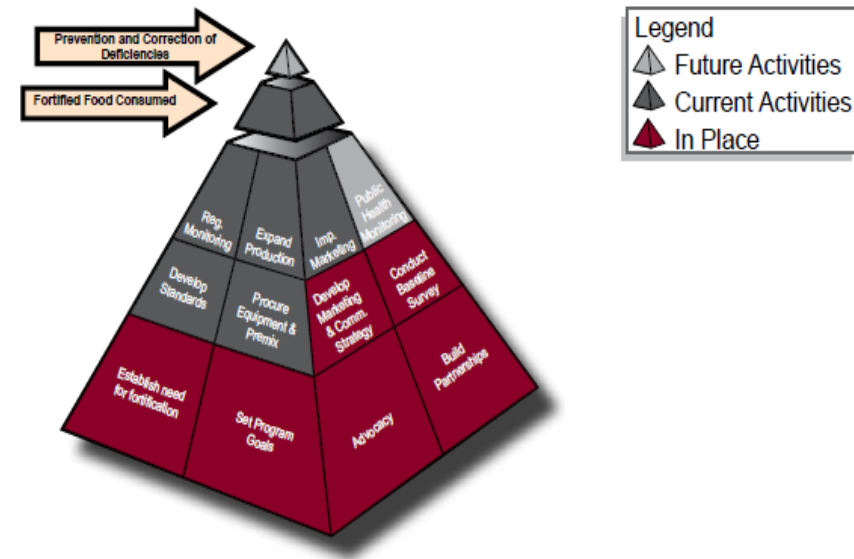 Prevention and Correction of
Deficiencies
Fortified Food Consumed
Legend
Future Activities
Current Activities
In Place
Reg.
Monitoring
Expand
Production
Imp.
Marketing
Public
Health
Monitoring
Develop
Standards
Procure
Equipment &
Premix
Develop
Marketing
& Comm.
Strategy
Conduct
Baseline
Survey
Establish need
for fortification
Set Program
Goals
Advocacy
Build
Partnerships